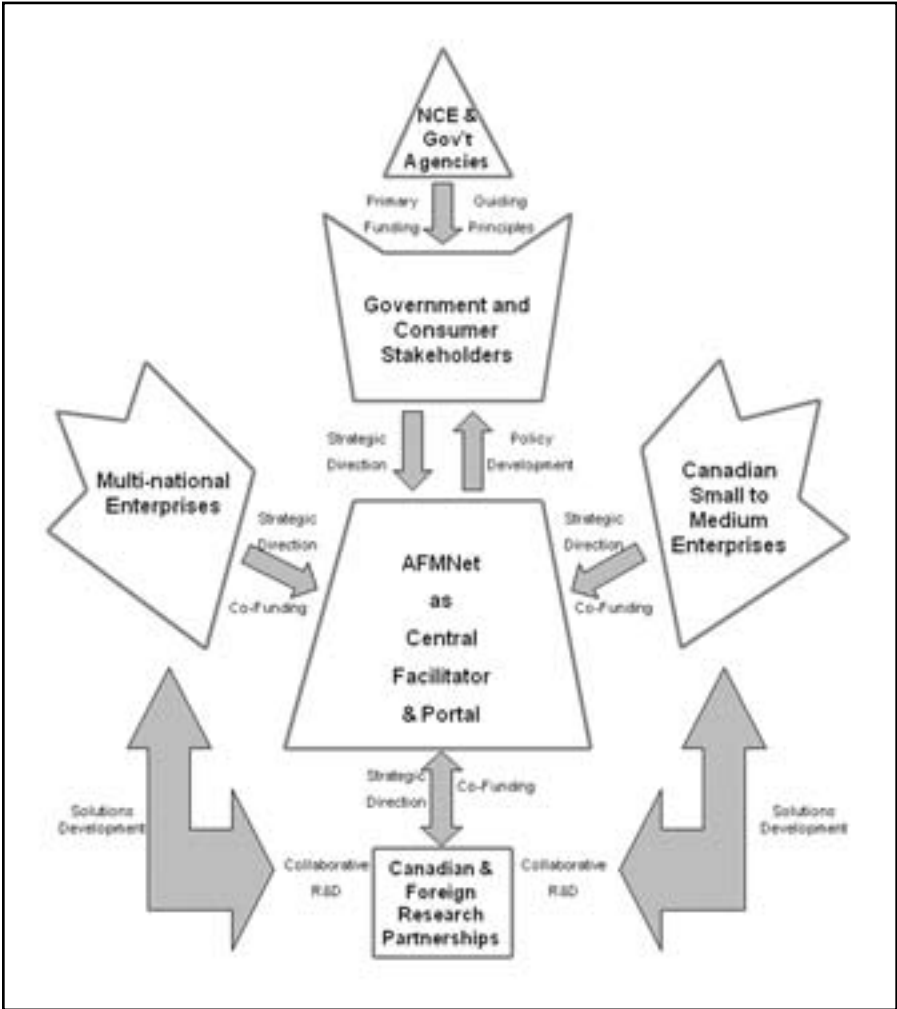 NCE &
Gov't
Agencies
Primary
Funding
Guiding
Principles
Government and
Consumer
Stakeholders
Strategic
Direction
Policy
Development
Multi-national
Enterprises
Canadian
Small to
Medium
Enterprises
Strategic
Direction
Co-Funding
Strategic
Direction
Co-Funding
AFMNet
as
Central
Facilitator
& Portal
Strategic
Direction
Co-Funding
Solutions
Development
Solutions
Development
Collaborative
R&D
Canadian &
Foreign
Research
Partnerships
Collaborative
R&D